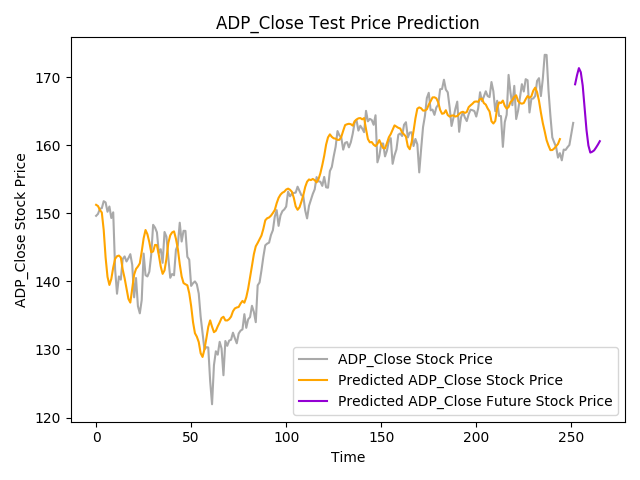 ADP_Close Test Price Prediction
ADP_Close Stock Price
170
160
150
140
130
120
0
50
100
150
200
250
Time
ADP_Close Stock Price
Predicted ADP_Close Stock Price
Predicted ADP_Close Future Stock Price